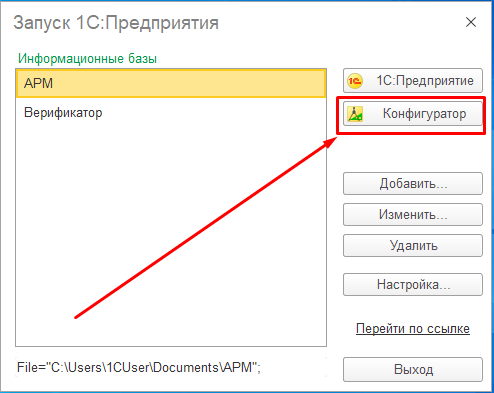 Запуск 1С:Предприятия
Информационные базы
АРМ
Верификатор
1С:Предприятие
Конфигуратор
Добавить...
Изменить...
Удалить
Настройка...
Перейти по ссылке
File="C:\Users\1CUser\Documents\АРМ";
Выход